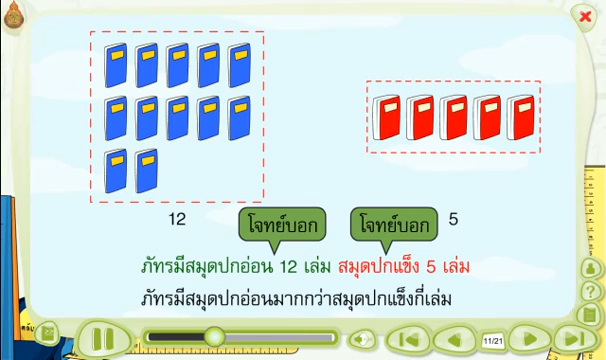 12
โจทย์บอก
โจทย์บอก
5
ภัทรมีสมุดปกอ่อน 12 เล่ม สมุดปกแข็ง 5 เล่ม
ภัทรมีสมุดปกอ่อนมากกว่าสมุดปกแข็งกี่เล่ม
11/21
?